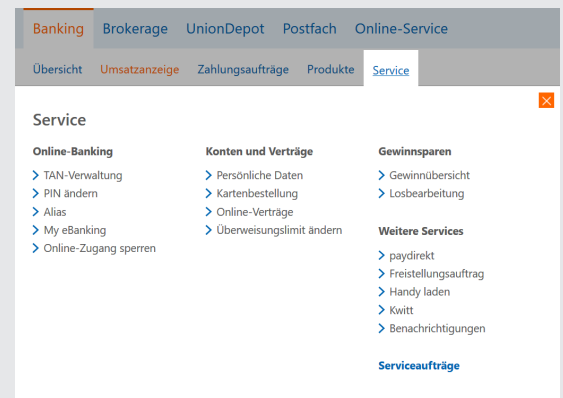 Banking Brokerage UnionDepot Postfach Online-Service
Übersicht Umsatzanzeige Zahlungsaufträge Produkte Service
Service
Online-Banking
TAN-Verwaltung
PIN ändern
Alias
My eBanking
Online-Zugang sperren
Konten und Verträge
Persönliche Daten
Kartenbestellung
Online-Verträge
Überweisungslimit ändern
Gewinnsparen
Gewinnübersicht
Losbearbeitung
Weitere Services
paydirekt
Freistellungsauftrag
Handy laden
Kwitt
Benachrichtigungen
Serviceaufträge